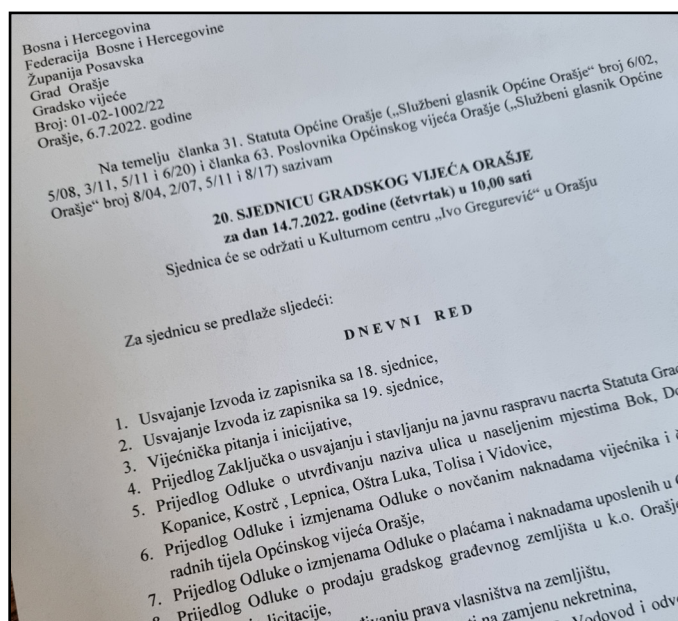 Bosna i Hercegovina
Federacija Bosne i Hercegovine
Županija Posavska
Grad Orašje
Gradsko vijeće
Broj: 01-02-1002/22
Orašje, 6.7.2022. godine
Na temelju članka 31. Statuta Općine Orašje („Službeni glasnik Općine Orašje“ broj 6/02,
5/08, 3/11, 5/11 i 6/20) i članka 63. Poslovnika Općinskog vijeća Orašje („Službeni glasnik Općine
Orašje“ broj 8/04, 2/07, 5/11 i 8/17) sazivam
20. SJEDNICU GRADSKOG VIJEĆA ORAŠJE
za dan 14.7.2022. godine (četvrtak) u 10,00 sati
Sjednica će se održati u Kulturnom centru „Ivo Gregurević“ u Orašju
Za sjednicu se predlaže sljedeći:
DNEVNI RED
1. Usvajanje Izvoda iz zapisnika sa 18. sjednice,
2. Usvajanje Izvoda iz zapisnika sa 19. sjednice,
3. Vijećnička pitanja i inicijative,
4. Prijedlog Zaključka o usvajanju i stavljanju na javnu raspravu nacrta Statuta Grad
5. Prijedlog Odluke o utvrđivanju naziva ulica u naseljenim mjestima Bok, Do
Kopanice, Kostrč , Lepnica, Oštra Luka, Tolisa i Vidovice,
6. Prijedlog Odluke i izmjenama Odluke o novčanim naknadama vijećnika i
radnih tijela Općinskog vijeća Orašje,
7. Prijedlog Odluke o izmjenama Odluke o plaćama i naknadama uposlenih u
8. Prijedlog Odluke o prodaju gradskog građevnog zemljišta u k.o. Orašje
licitacije,
đivanju prava vlasništva na zemljištu,
na zamjenu nekretnina,
Vodovod i odvo